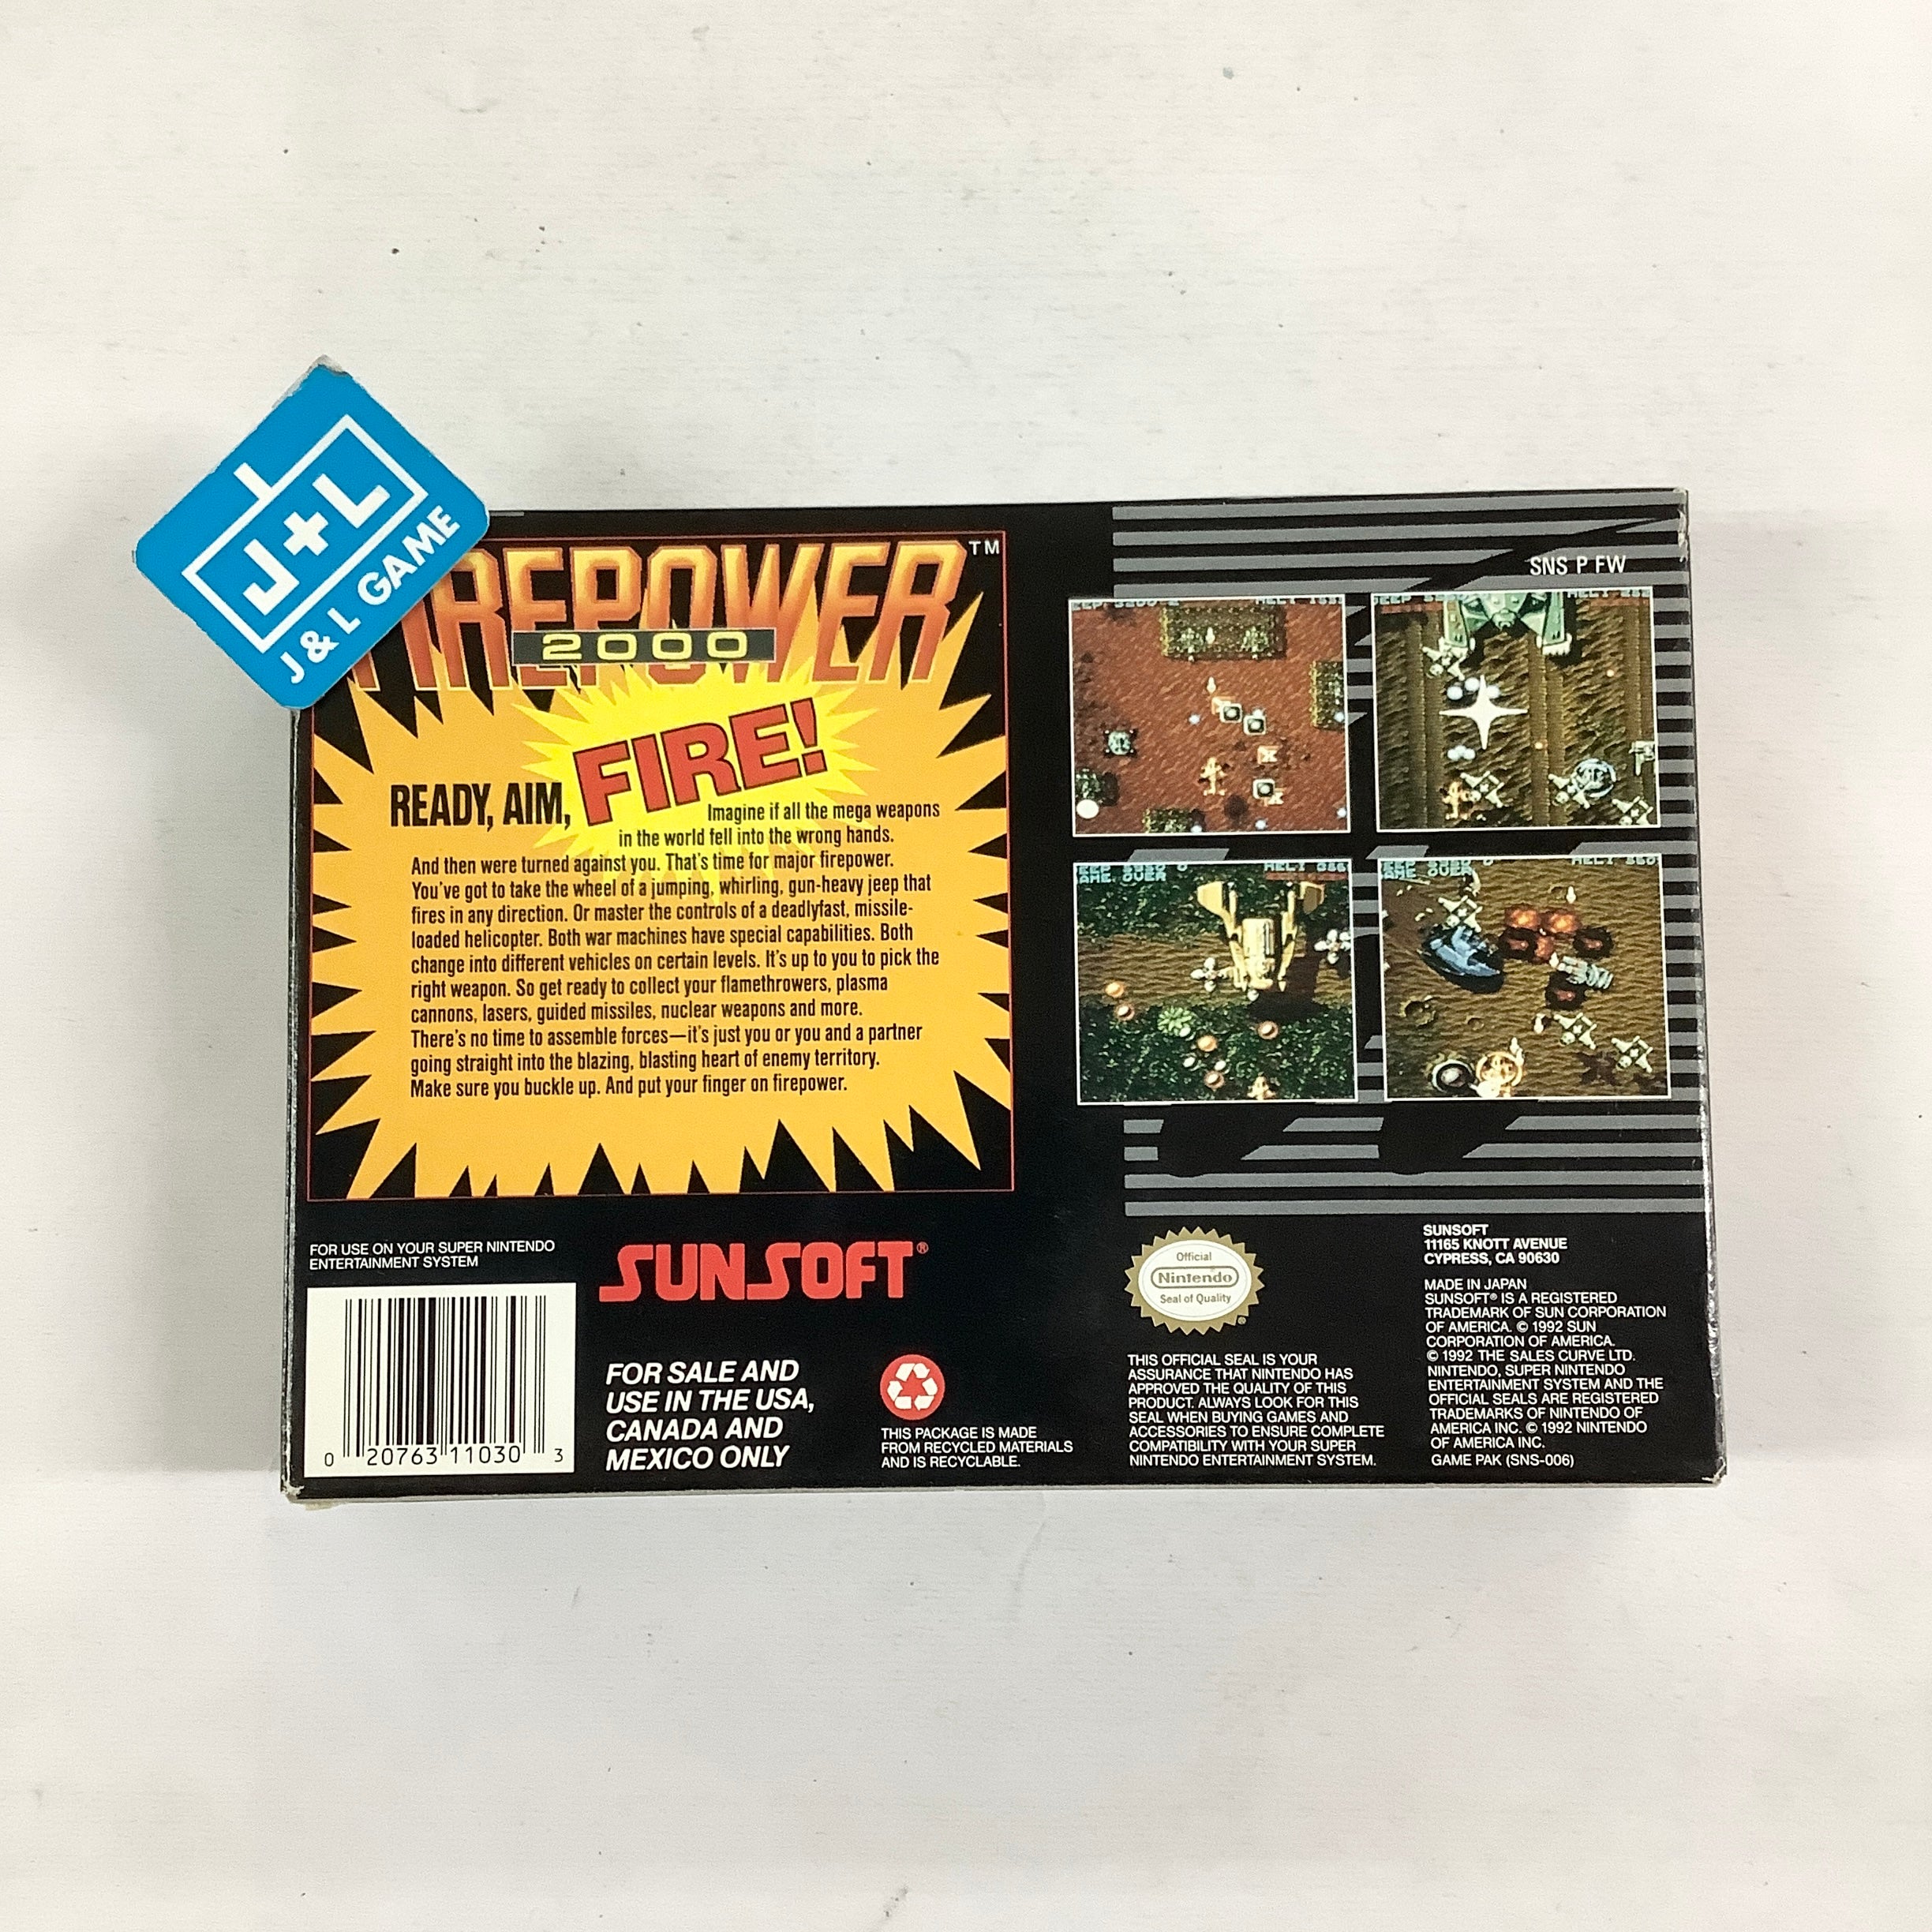 J+L
J & L GAME
FIREPOWER™
2000
READY, AIM, FIRE!
Imagine if all the mega weapons
in the world fell into the wrong hands.
And then were turned against you. That's time for major firepower.
You've got to take the wheel of a jumping, whirling, gun-heavy jeep that
fires in any direction. Or master the controls of a deadlyfast, missile-
loaded helicopter. Both war machines have special capabilities. Both
change into different vehicles on certain levels. It's up to you to pick the
right weapon. So get ready to collect your flamethrowers, plasma
cannons, lasers, guided missiles, nuclear weapons and more.
There's no time to assemble forces—it's just you or you and a partner
going straight into the blazing, blasting heart of enemy territory.
Make sure you buckle up. And put your finger on firepower.
SNS P FW
AME OVER
AME OVER
FOR USE ON YOUR SUPER NINTENDO
ENTERTAINMENT SYSTEM
0 20763 11030 3
SUNSOFT®
FOR SALE AND
USE IN THE USA,
CANADA AND
MEXICO ONLY
THIS PACKAGE IS MADE
FROM RECYCLED MATERIALS
AND IS RECYCLABLE.
Official
Nintendo
Seal of Quality
THIS OFFICIAL SEAL IS YOUR
ASSURANCE THAT NINTENDO HAS
APPROVED THE QUALITY OF THIS
PRODUCT. ALWAYS LOOK FOR THIS
SEAL WHEN BUYING GAMES AND
ACCESSORIES TO ENSURE COMPLETE
COMPATIBILITY WITH YOUR SUPER
NINTENDO ENTERTAINMENT SYSTEM.
SUNSOFT
11165 KNOTT AVENUE
CYPRESS, CA 90630
MADE IN JAPAN
SUNSOFT® IS A REGISTERED
TRADEMARK OF SUN CORPORATION
OF AMERICA. © 1992 SUN
CORPORATION OF AMERICA.
© 1992 THE SALES CURVE LTD.
NINTENDO, SUPER NINTENDO
ENTERTAINMENT SYSTEM AND THE
OFFICIAL SEALS ARE REGISTERED
TRADEMARKS OF NINTENDO OF
AMERICA INC. © 1992 NINTENDO
OF AMERICA INC.
GAME PAK (SNS-006)